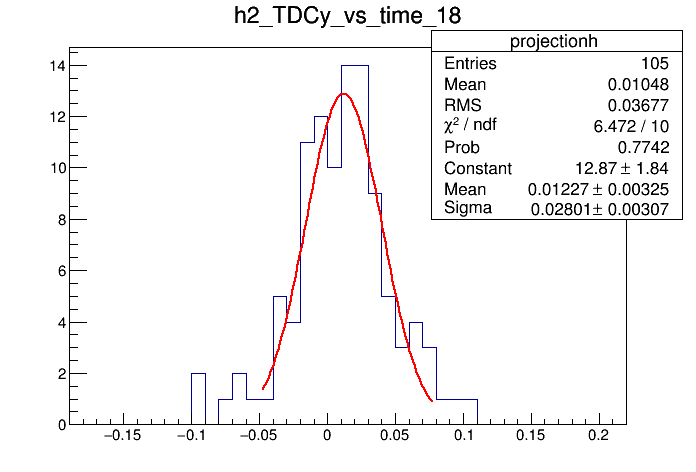 h2_TDCy_vs_time_18
projectionh
Entries 105
Mean 0.01048
RMS 0.03677
χ² / ndf 6.472 / 10
Prob 0.7742
Constant 12.87 ± 1.84
Mean 0.01227 ± 0.00325
Sigma 0.02801 ± 0.00307
14
12
10
8
6
4
2
0
−0.15 −0.1 −0.05 0 0.05 0.1 0.15 0.2